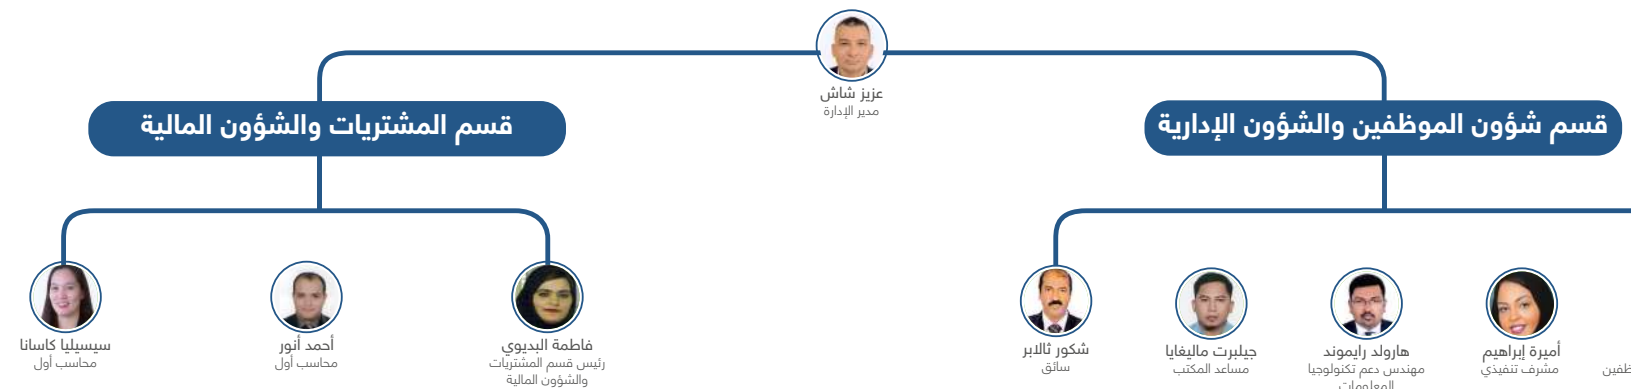 عزيز شاش
مدير الإدارة
قسم شؤون الموظفين والشؤون الإدارية
قسم المشتريات والشؤون المالية
أميرة إبراهيم
مشرف تنفيذي
هارولد رايموند
مهندس دعم تكنولوجيا
المعلومات
جيلبرت ماليغايا
مساعد المكتب
شكور ثالابر
سائق
فاطمة البديوي
رئيس قسم المشتريات
والشؤون المالية
أحمد أنور
محاسب أول
سيسيليا كاسانا
محاسب أول